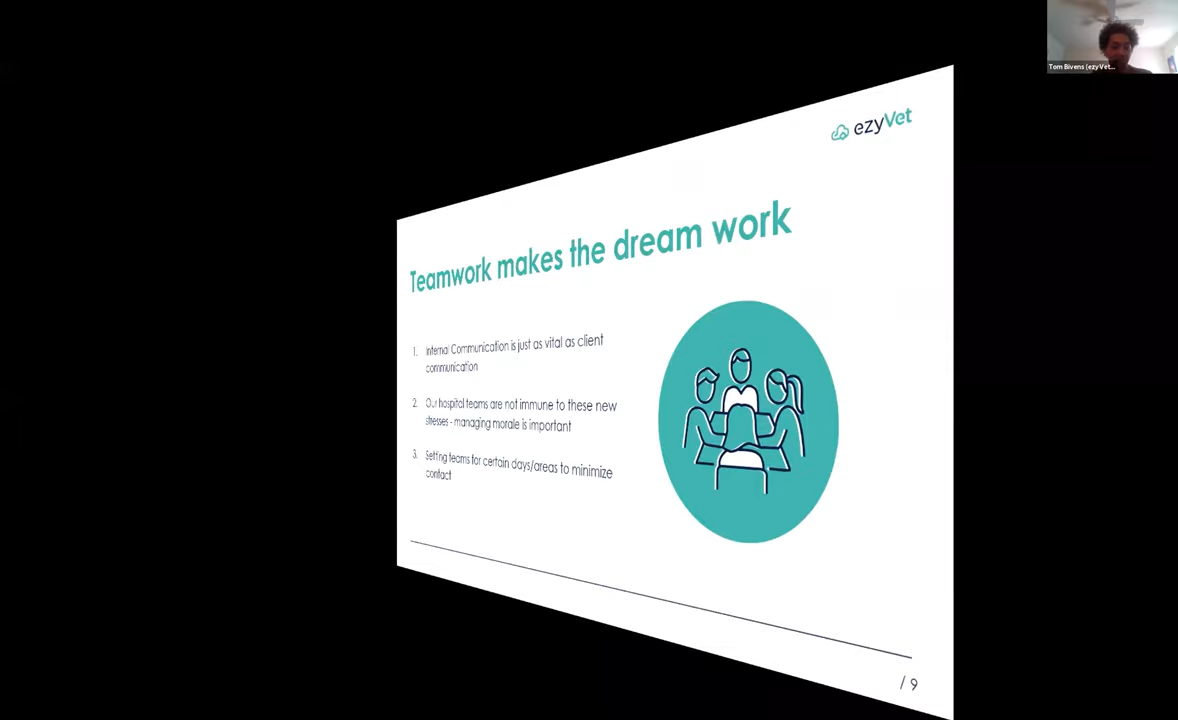 Tom Bivens (ezyVet...
ezyVet
Teamwork makes the dream work
1. Internal Communication is just as vital as client
communication
2. Our hospital teams are not immune to these new
stresses - managing morale is important
3. Setting teams for certain days/areas to minimize
contact
/ 9